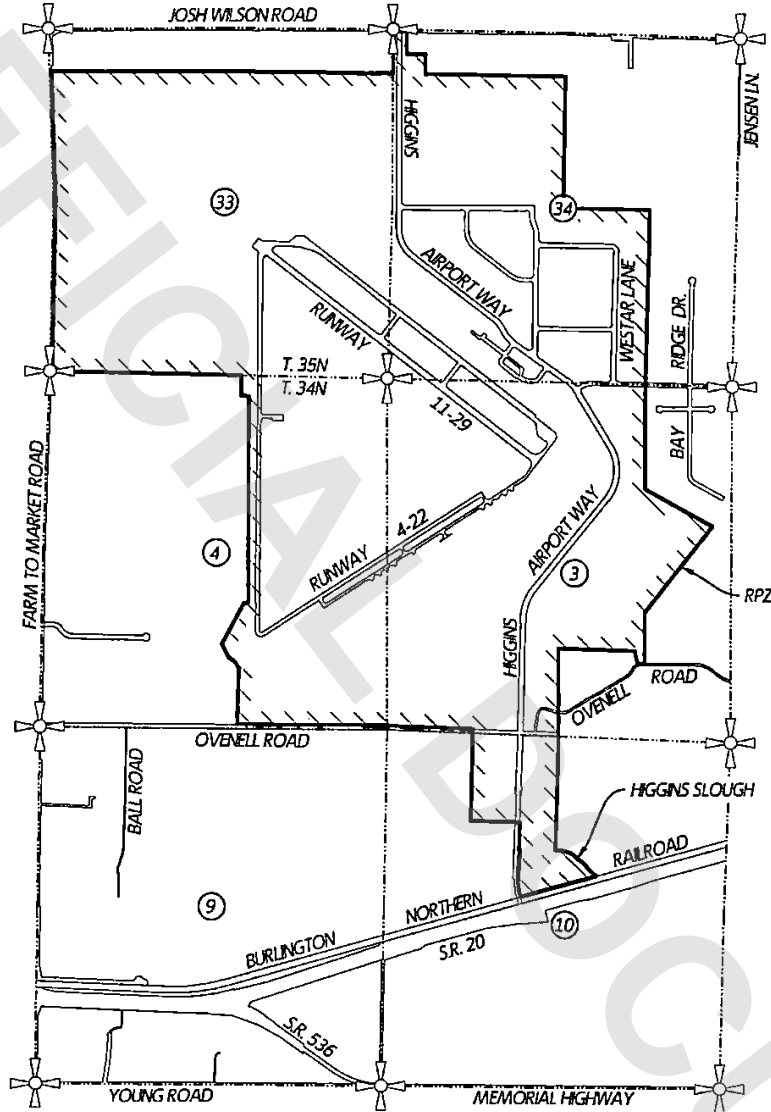 JOSH WILSON ROAD
HIGGINS
JENSEN LN.
33
34
AIRPORT WAY
WESTAR LANE
RIDGE DR.
RUNWAY
T. 35N
T. 34N
11-29
BAY
FARM TO MARKET ROAD
4-22
RUNWAY
AIRPORT WAY
4
3
RPZ
HIGGINS
OVENELL
ROAD
OVENELL ROAD
BALL ROAD
HIGGINS SLOUGH
RAILROAD
9
NORTHERN
10
BURLINGTON
S.R. 20
S.R. 536
YOUNG ROAD
MEMORIAL HIGHWAY